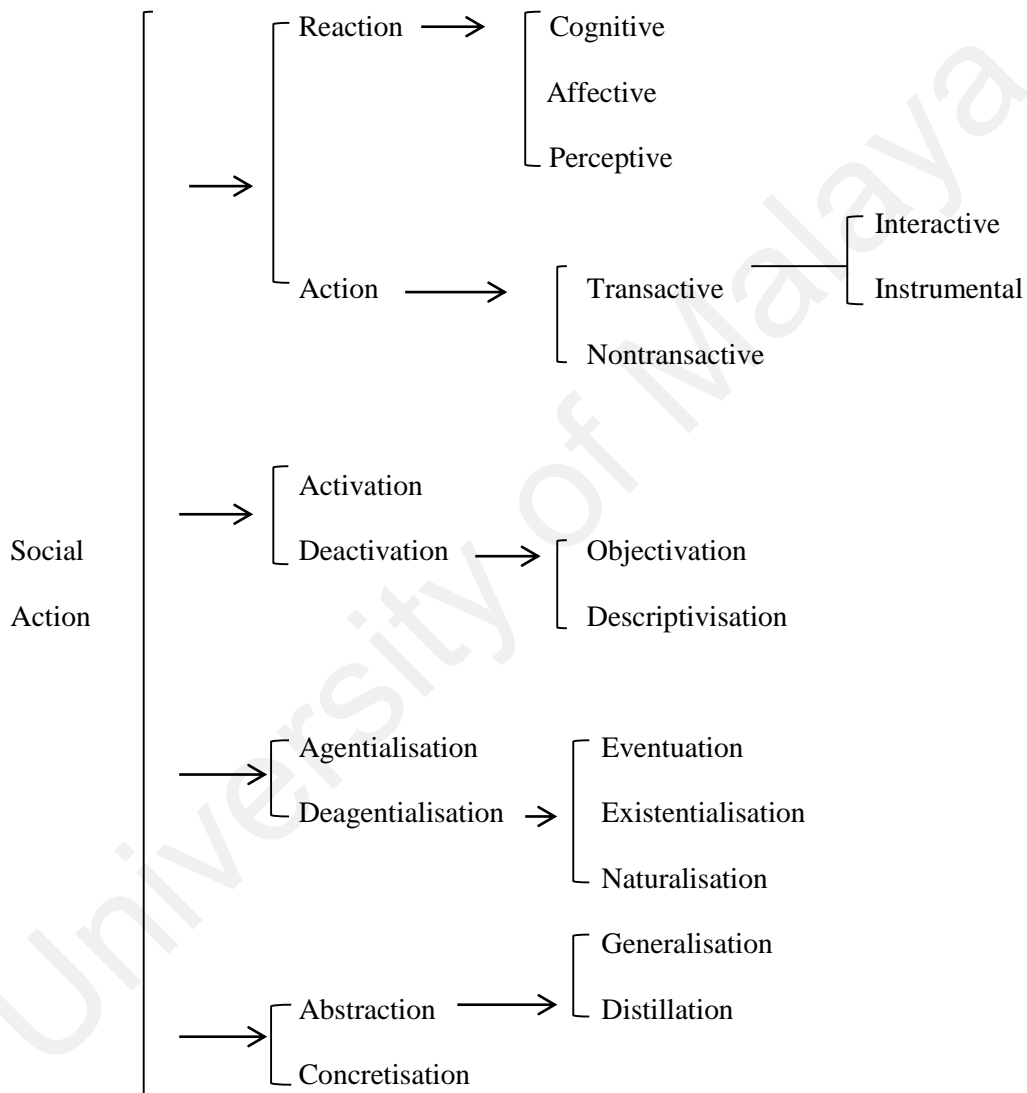 Reaction
Cognitive
Affective
Perceptive
Interactive
Action
Transactive
Instrumental
Nontransactive
Activation
Social
Deactivation
Objectivation
Action
Descriptivisation
Agentialisation
Eventuation
Deagentialisation
Existentialisation
Naturalisation
Generalisation
Abstraction
Distillation
Concretisation
University of Malaya